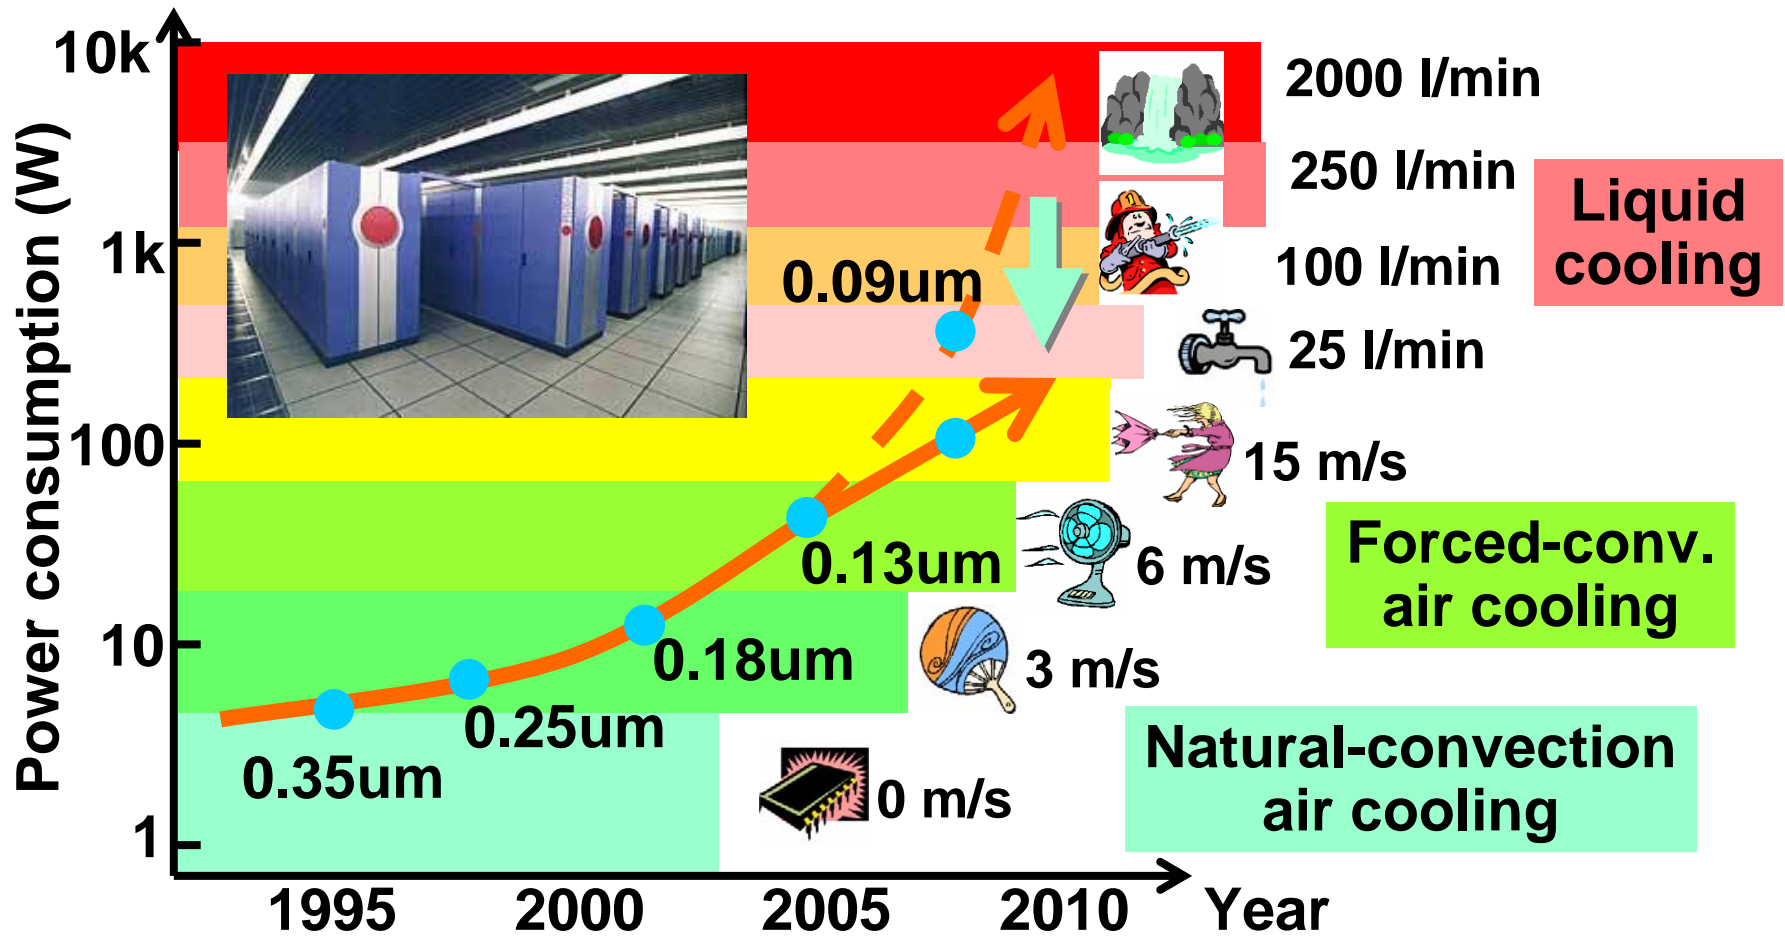 10k
1k
100
10
1
Power consumption (W)
1995
2000
2005
2010
Year
0.35um
0.25um
0.18um
0.13um
0.09um
2000 l/min
250 l/min
100 l/min
25 l/min
15 m/s
6 m/s
3 m/s
0 m/s
Liquid
cooling
Forced-conv.
air cooling
Natural-convection
air cooling